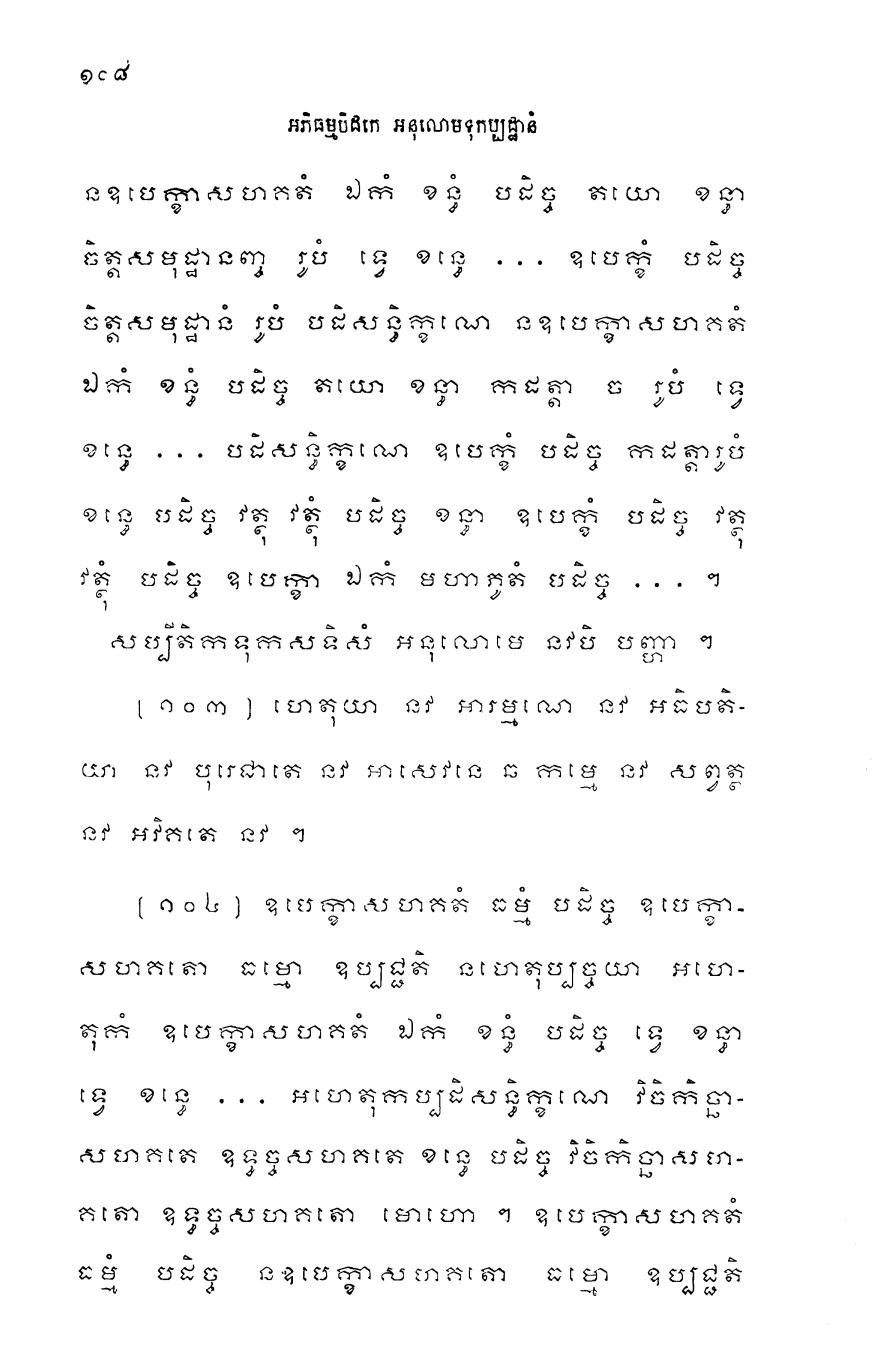 ១៤៨
អភិធម្មបិដកេ អនុលោមទុកប្បដ្ឋានំ
នឧបេក្ខាសហគតំ ឯកំ ខន្ធំ បដិច្ច តយោ ខន្ធា
ចិត្តសមុដ្ឋានញ្ច រូបំ ទ្វេ ខន្ធេ ... ឧបេក្ខំ បដិច្ច
ចិត្តសមុដ្ឋានំ រូបំ បដិសន្ធិក្ខណេ នឧបេក្ខាសហគតំ
ឯកំ ខន្ធំ បដិច្ច តយោ ខន្ធា កដត្តា ច រូបំ ទ្វេ
ខន្ធេ ... បដិសន្ធិក្ខណេ ឧបេក្ខំ បដិច្ច កដត្តារូបំ
ខន្ធេ បដិច្ច វត្ថុ វត្ថុំ បដិច្ច ខន្ធា ឧបេក្ខំ បដិច្ច វត្ថុ
វត្ថុំ បដិច្ច ឧបេក្ខា ឯកំ មហាភូតំ បដិច្ច ... ។
សប្បីតិកទុកសទិសំ អនុលោមេ នវបិ បញ្ហា ។
[ ១០៣ ] ហេតុយា នវ អារម្មណេ នវ អធិបតិ-
យា នវ បុរេជាតេ នវ អាសេវនេ ឆ កម្មេ នវ សព្វត្ថ
នវ អវិគតេ នវ ។
[ ១០៤ ] ឧបេក្ខាសហគតំ ធម្មំ បដិច្ច ឧបេក្ខា-
សហគតោ ធម្មោ ឧប្បជ្ជតិ នហេតុប្បច្ចយា អហេ-
តុកំ ឧបេក្ខាសហគតំ ឯកំ ខន្ធំ បដិច្ច ទ្វេ ខន្ធា
ទ្វេ ខន្ធេ ... អហេតុកប្បដិសន្ធិក្ខណេ វិចិកិច្ឆា-
សហគតេ ឧទ្ធច្ចសហគតេ ខន្ធេ បដិច្ច វិចិកិច្ឆាសហ-
គតោ ឧទ្ធច្ចសហគតោ មោហោ ។ ឧបេក្ខាសហគតំ
ធម្មំ បដិច្ច នឧបេក្ខាសហគតោ ធម្មោ ឧប្បជ្ជតិ